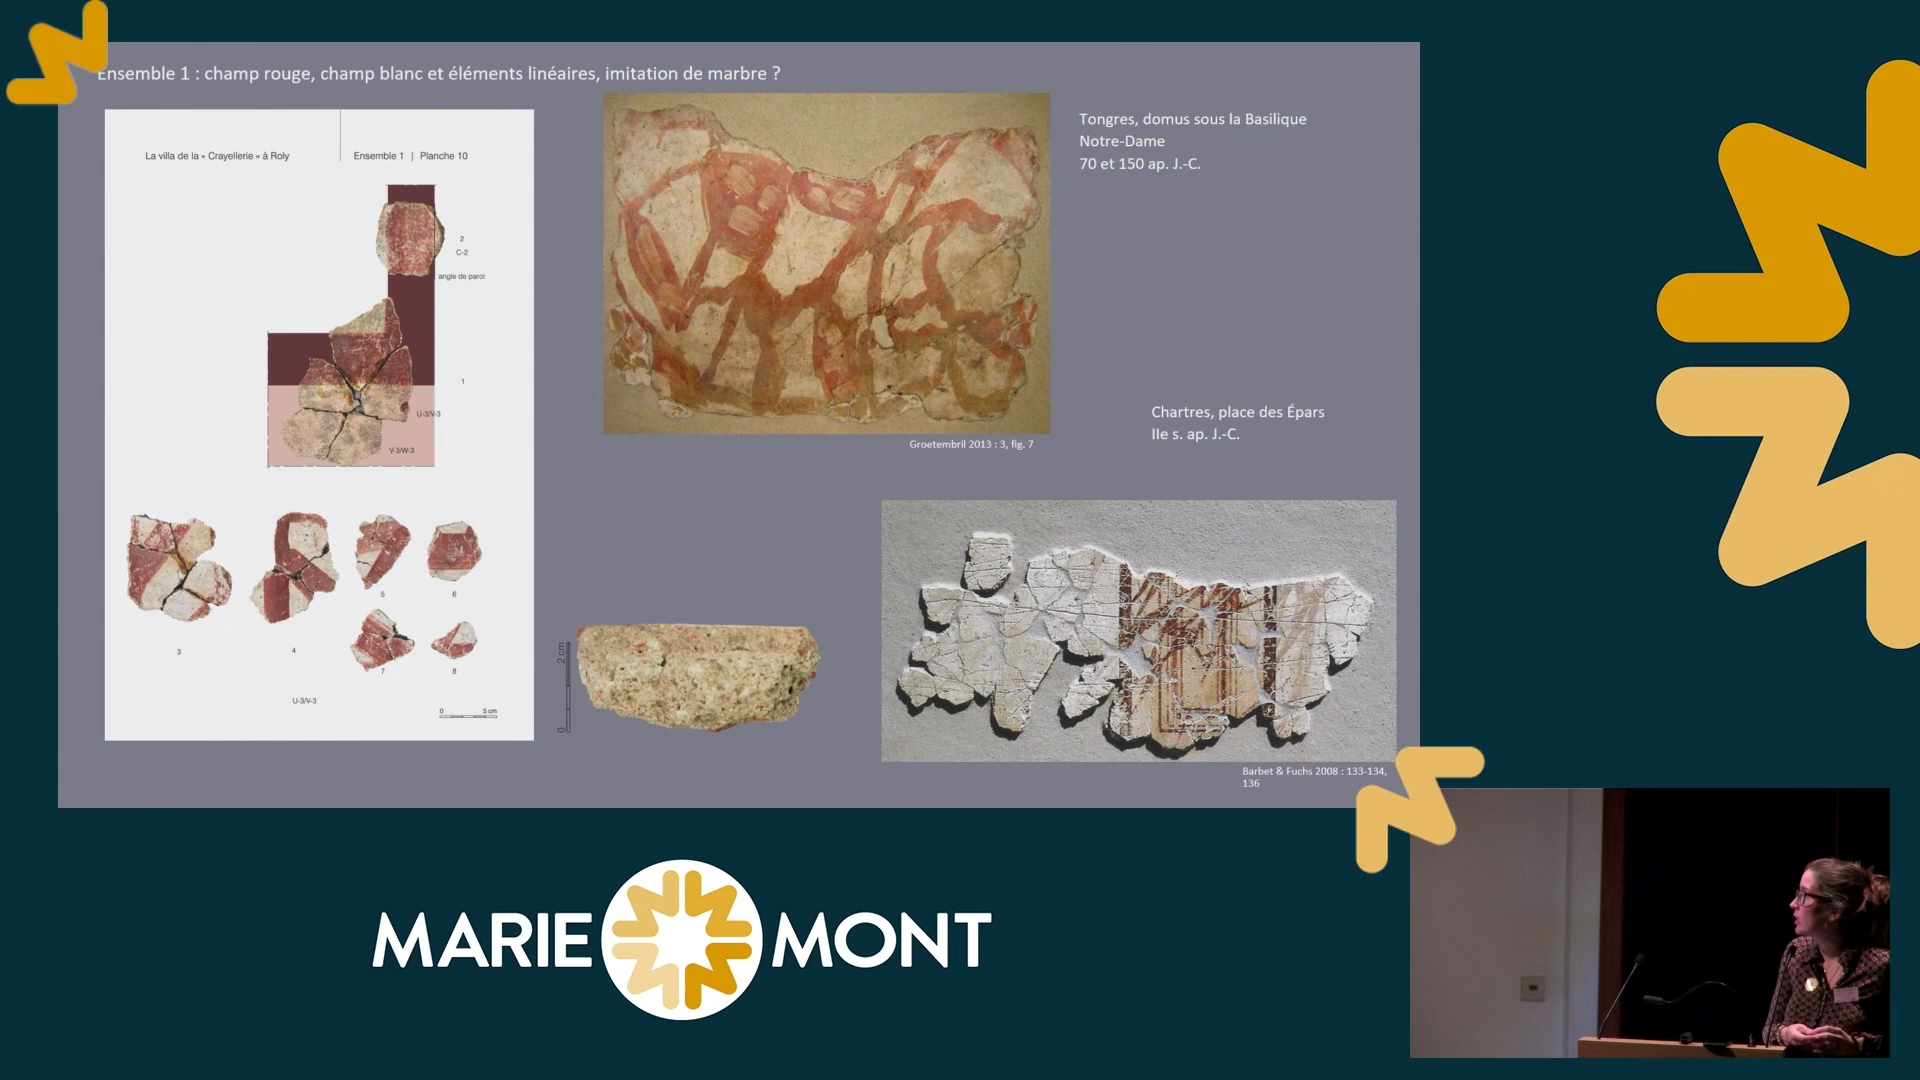 Ensemble 1 : champ rouge, champ blanc et éléments linéaires, imitation de marbre ?
La villa de la « Crayellerie » à Roly
Ensemble 1 | Planche 10
2
C-2
angle de paroi
1
U-3/V-3
V-3/W-3
3
4
5
6
7
8
U-3/V-3
0 5 cm
Tongres, domus sous la Basilique
Notre-Dame
70 et 150 ap. J.-C.
Groetembril 2013 : 3, fig. 7
Chartres, place des Épars
IIe s. ap. J.-C.
2 cm
0
Barbet & Fuchs 2008 : 133-134,
136
MARIE MONT